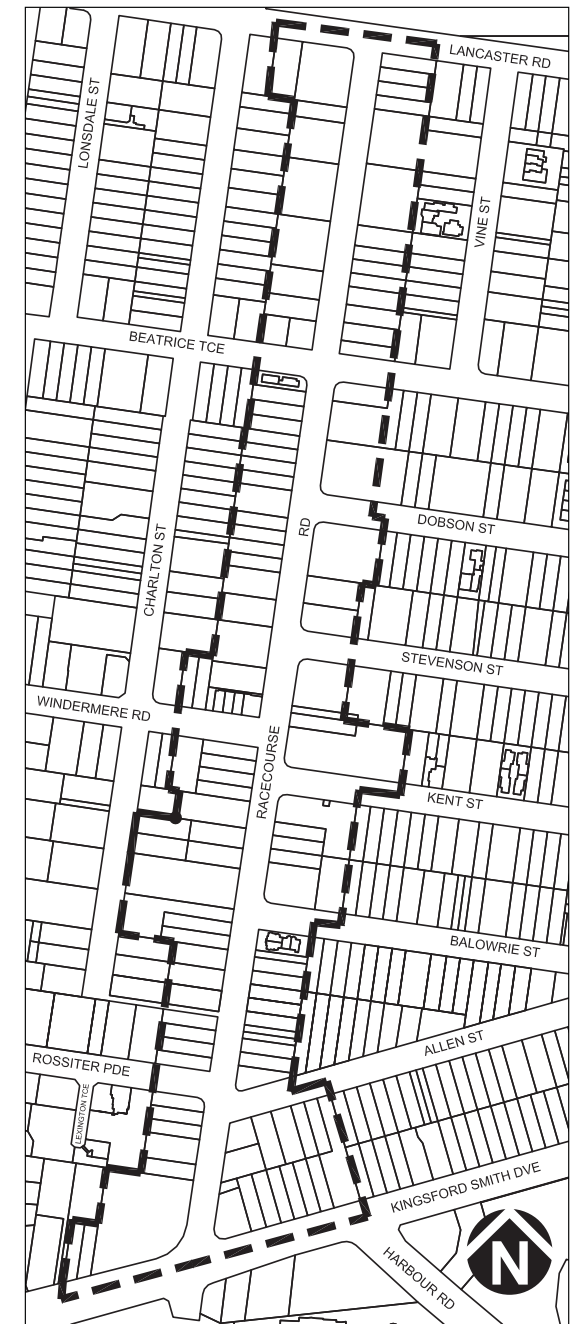 LANCASTER RD
LONSDALE ST
VINE ST
BEATRICE TCE
DOBSON ST
RD
CHARLTON ST
STEVENSON ST
WINDERMERE RD
RACECOURSE
KENT ST
BALOWRIE ST
ALLEN ST
ROSSITER PDE
LEXINGTON TCE
KINGSFORD SMITH DVE
HARBOUR RD
N